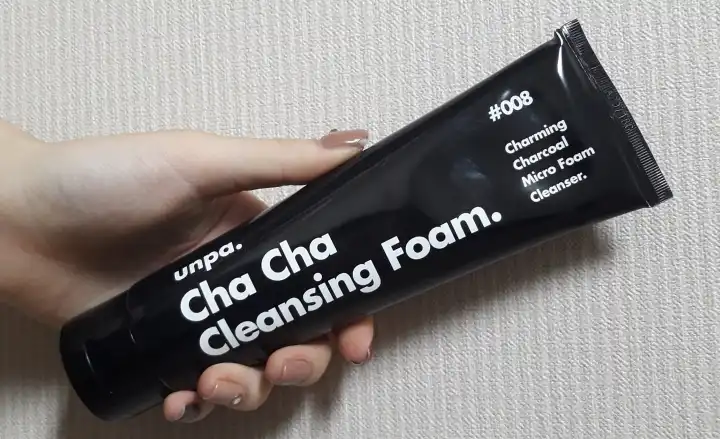 #008
Charming
Charcoal
Micro Foam
Cleanser.
unpa.
Cha Cha
Cleansing Foam.